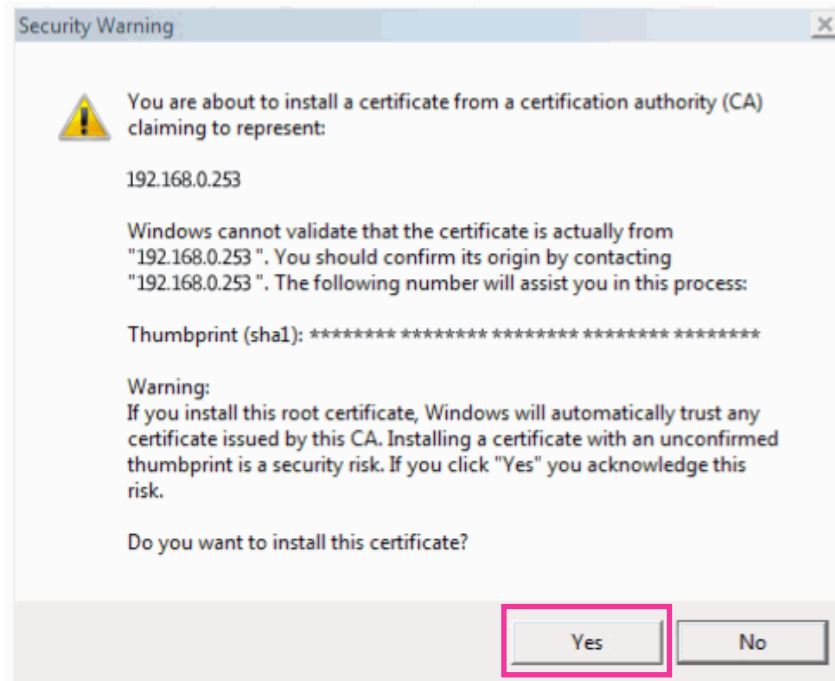 Security Warning
You are about to install a certificate from a certification authority (CA)
claiming to represent:
192.168.0.253
Windows cannot validate that the certificate is actually from
"192.168.0.253 ". You should confirm its origin by contacting
"192.168.0.253 ". The following number will assist you in this process:
Thumbprint (sha1): ******** ******** ******** ******** ********
Warning:
If you install this root certificate, Windows will automatically trust any
certificate issued by this CA. Installing a certificate with an unconfirmed
thumbprint is a security risk. If you click "Yes" you acknowledge this
risk.
Do you want to install this certificate?
Yes
No